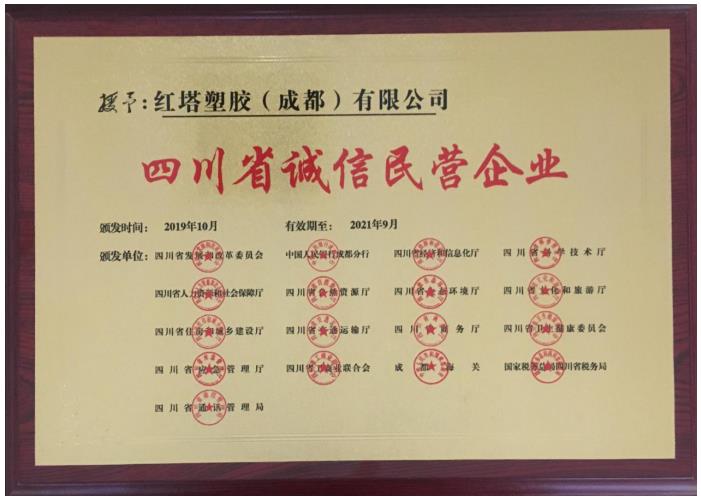 授予：红塔塑胶（成都）有限公司
四川省诚信民营企业
颁发时间： 2019年10月 有效期至： 2021年9月
颁发单位： 四川省发展和改革委员会 中国人民银行成都分行 四川省经济和信息化厅 四川省科学技术厅
四川省人力资源和社会保障厅 四川省自然资源厅 四川省生态环境厅 四川省文化和旅游厅
四川省住房和城乡建设厅 四川省交通运输厅 四川省商务厅 四川省卫生健康委员会
四川省应急管理厅 四川省工商业联合会 成都海关 国家税务总局四川省税务局
四川省通信管理局